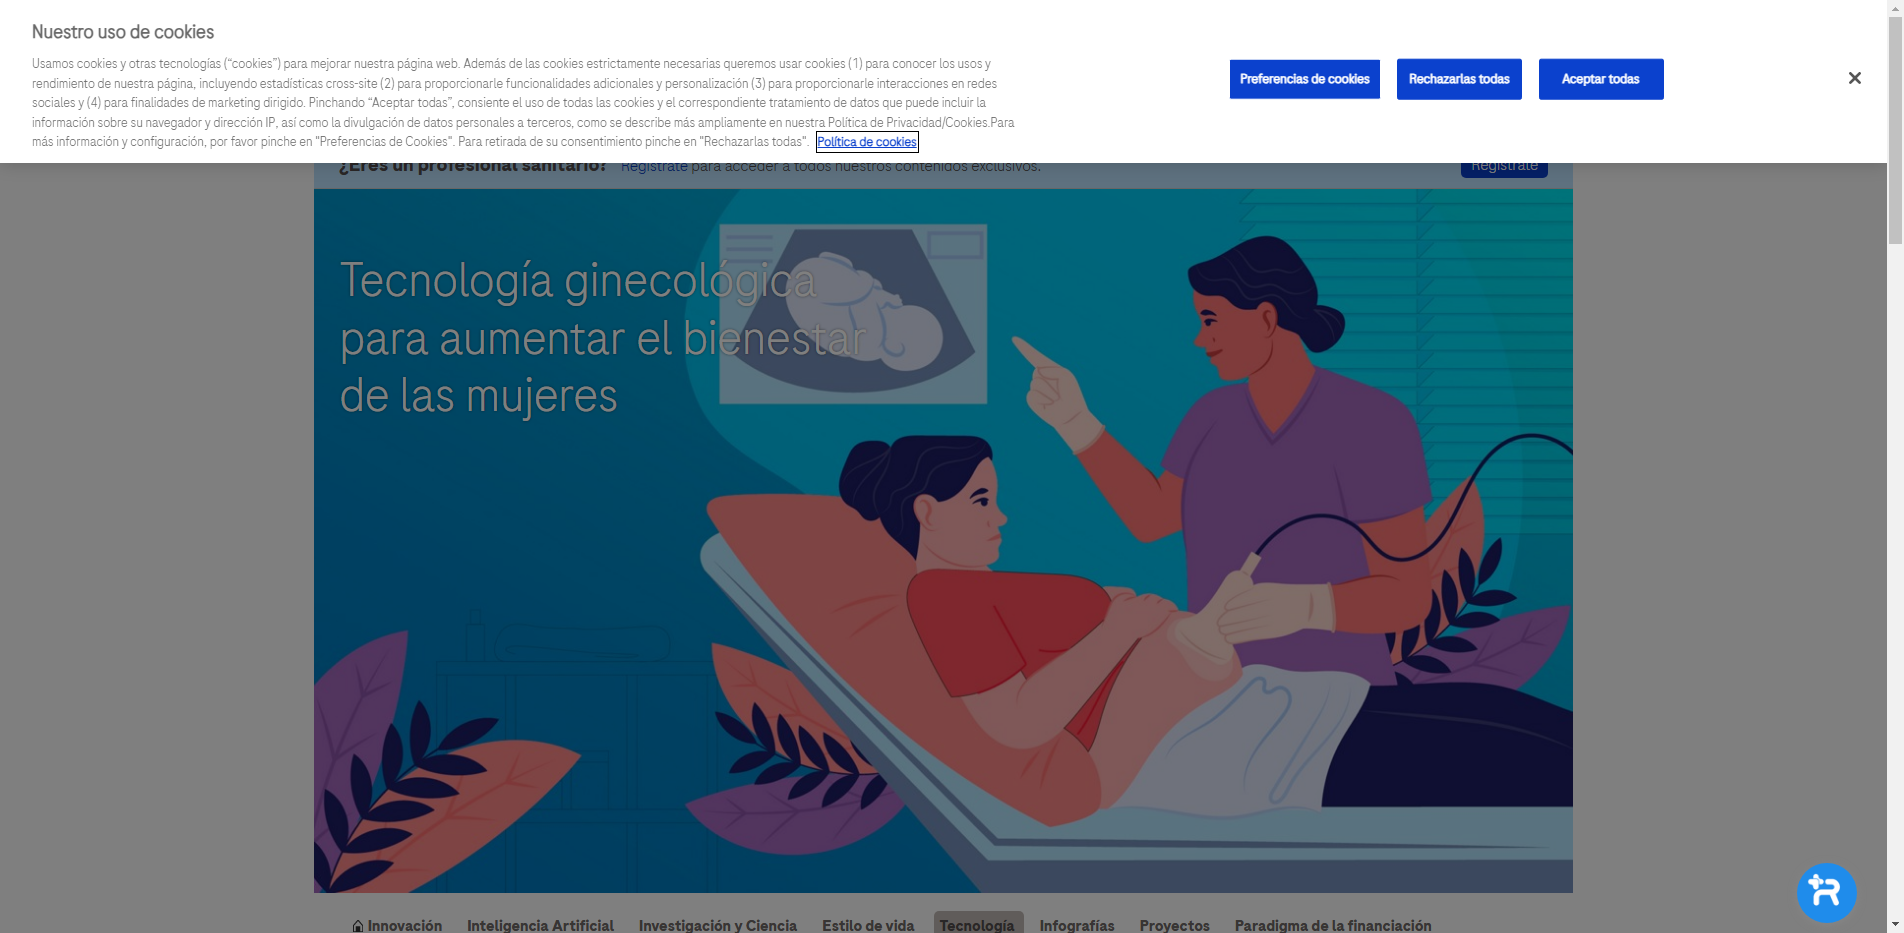 Nuestro uso de cookies
Usamos cookies y otras tecnologías (“cookies”) para mejorar nuestra página web. Además de las cookies estrictamente necesarias queremos usar cookies (1) para conocer los usos y
rendimiento de nuestra página, incluyendo estadísticas cross-site (2) para proporcionarle funcionalidades adicionales y personalización (3) para proporcionarle interacciones en redes
sociales y (4) para finalidades de marketing dirigido. Pinchando “Aceptar todas”, consiente el uso de todas las cookies y el correspondiente tratamiento de datos que puede incluir la
información sobre su navegador y dirección IP, así como la divulgación de datos personales a terceros, como se describe más ampliamente en nuestra Política de Privacidad/Cookies.Para
más información y configuración, por favor pinche en "Preferencias de Cookies". Para retirada de su consentimiento pinche en "Rechazarlas todas". Política de cookies
Preferencias de cookies
Rechazarlas todas
Aceptar todas
¿Eres un profesional sanitario? Regístrate para acceder a todos nuestros contenidos exclusivos.
Regístrate
Tecnología ginecológica
para aumentar el bienestar
de las mujeres
Innovación Inteligencia Artificial Investigación y Ciencia Estilo de vida Tecnología Infografías Proyectos Paradigma de la financiación